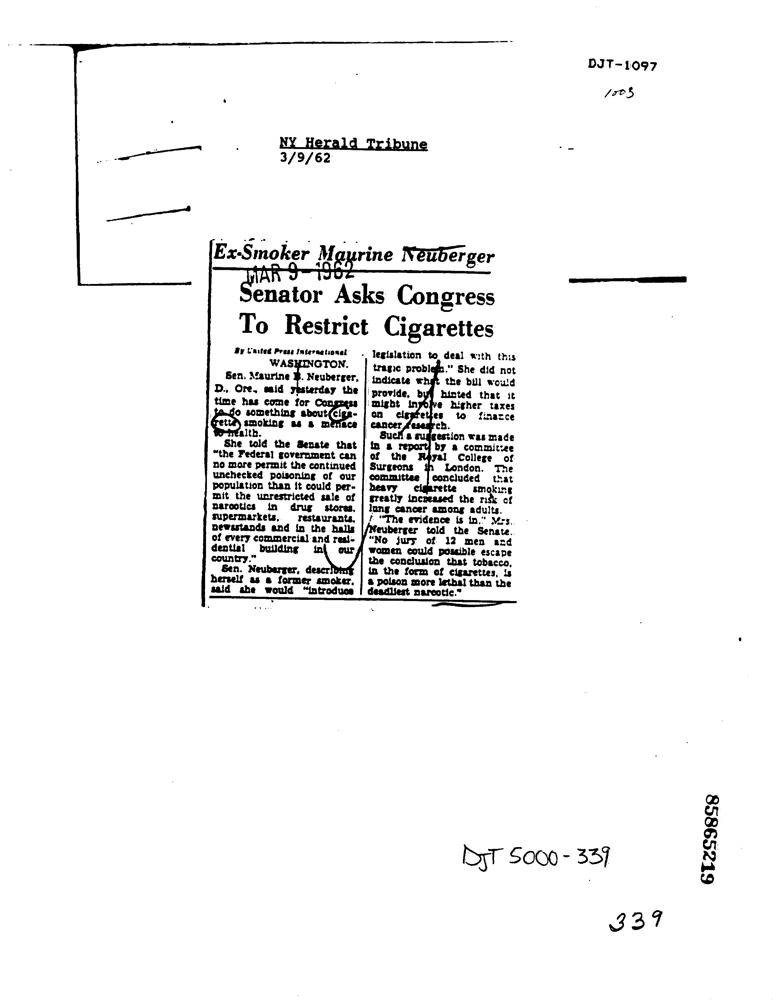 DJT-1097
1003
NY Herald Tribune
3/9/62
Ex-Smoker Maurine Neuberger
MAR 9 - 1962
Senator Asks Congress
To Restrict Cigarettes
By United Press International
WASHINGTON.
Sen. Maurine B. Neuberger,
D., Ore., said yesterday the
time has come for Congress
to do something about ciga-
rette smoking as a menace
to health.
She told the Senate that
"the Federal government can
no more permit the continued
unchecked poisoning of our
population than it could per-
mit the unrestricted sale of
narcotics in drug stores,
supermarkets, restaurants,
newsstands and in the halls
of every commercial and resi-
dential building in our
country."
Sen. Neuberger, describing
herself as a former smoker,
said she would "introduce
legislation to deal with this
tragic problem." She did not
indicate what the bill would
provide, but hinted that it
might involve higher taxes
on cigarettes to finance
cancer research.
Such a suggestion was made
in a report by a committee
of the Royal College of
Surgeons in London. The
committee concluded that
heavy cigarette smoking
greatly increased the risk of
lung cancer among adults.
"The evidence is in," Mrs.
Neuberger told the Senate.
"No jury of 12 men and
women could possible escape
the conclusion that tobacco,
in the form of cigarettes, is
a poison more lethal than the
deadliest narcotic."
85865219
DJT 5000-339
339